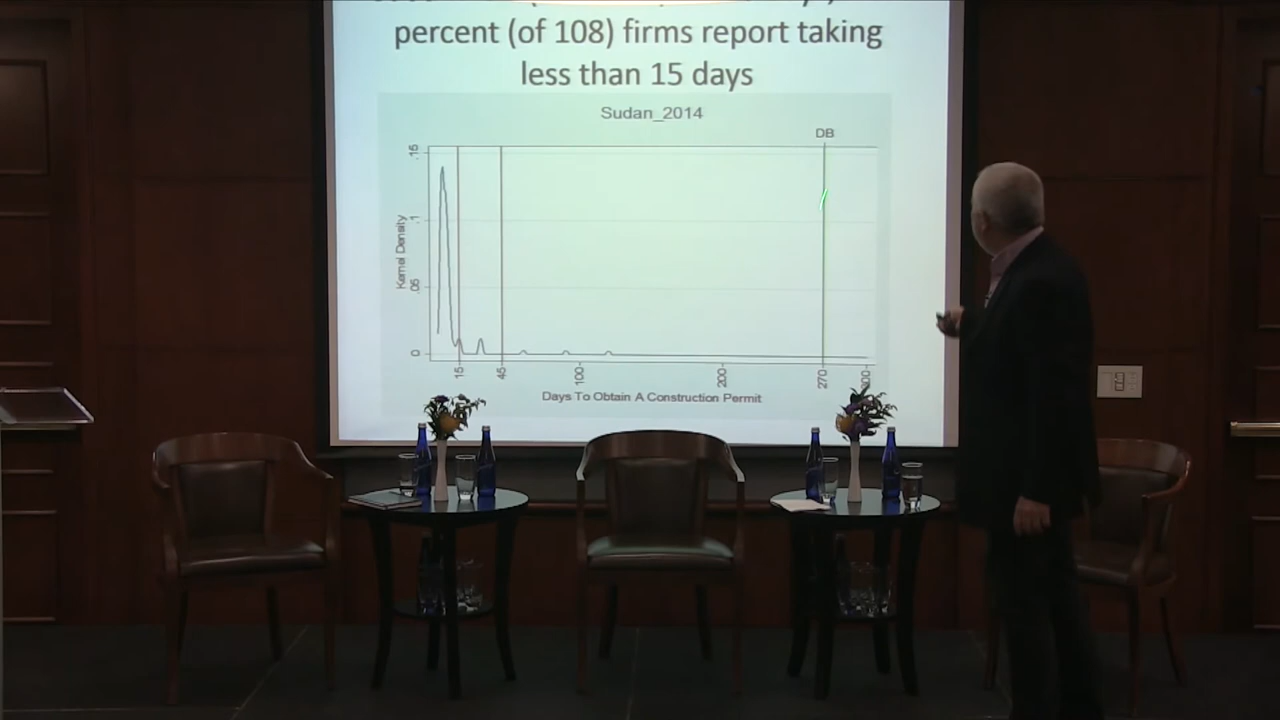 percent (of 108) firms report taking
less than 15 days
Sudan_2014
DB
.15
.1
.05
0
Kernel Density
15
45
100
200
270
300
Days To Obtain A Construction Permit